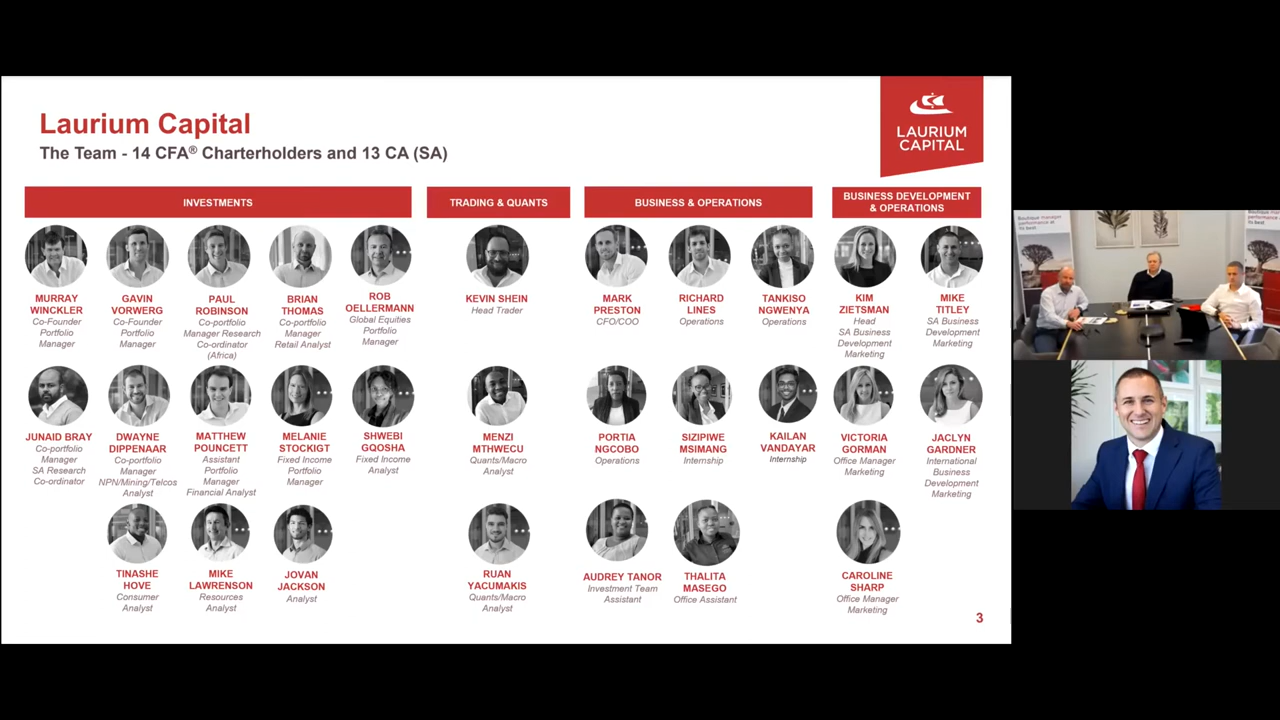 Laurium Capital
The Team - 14 CFA® Charterholders and 13 CA (SA)
LAURIUM
CAPITAL
INVESTMENTS
TRADING & QUANTS
BUSINESS & OPERATIONS
BUSINESS DEVELOPMENT
& OPERATIONS
MURRAY
WINCKLER
Co-Founder
Portfolio
Manager
GAVIN
VORWERG
Co-Founder
Portfolio
Manager
PAUL
ROBINSON
Co-portfolio
Manager Research
Co-ordinator
(Africa)
BRIAN
THOMAS
Co-portfolio
Manager
Retail Analyst
ROB
OELLERMANN
Global Equities
Portfolio
Manager
KEVIN SHEIN
Head Trader
MARK
PRESTON
CFO/COO
RICHARD
LINES
Operations
TANKISO
NGWENYA
Operations
KIM
ZIETSMAN
Head
SA Business
Development
Marketing
MIKE
TITLEY
SA Business
Development
Marketing
JUNAID BRAY
Co-portfolio
Manager
SA Research
Co-ordinator
DWAYNE
DIPPENAAR
Co-portfolio
Manager
NPN/Mining/Telcos
Analyst
MATTHEW
POUNCETT
Assistant
Portfolio
Manager
Financial Analyst
MELANIE
STOCKIGT
Fixed Income
Portfolio
Manager
SHWEBI
GQOSHA
Fixed Income
Analyst
MENZI
MTHWECU
Quants/Macro
Analyst
PORTIA
NGCOBO
Operations
SIZIPIWE
MSIMANG
Internship
KAILAN
VANDAYAR
Internship
VICTORIA
GORMAN
Office Manager
Marketing
JACLYN
GARDNER
International
Business
Development
Marketing
TINASHE
HOVE
Consumer
Analyst
MIKE
LAWRENSON
Resources
Analyst
JOVAN
JACKSON
Analyst
RUAN
YACUMAKIS
Quants/Macro
Analyst
AUDREY TANOR
Investment Team
Assistant
THALITA
MASEGO
Office Assistant
CAROLINE
SHARP
Office Manager
Marketing
3
Boutique manager
performance at
its best